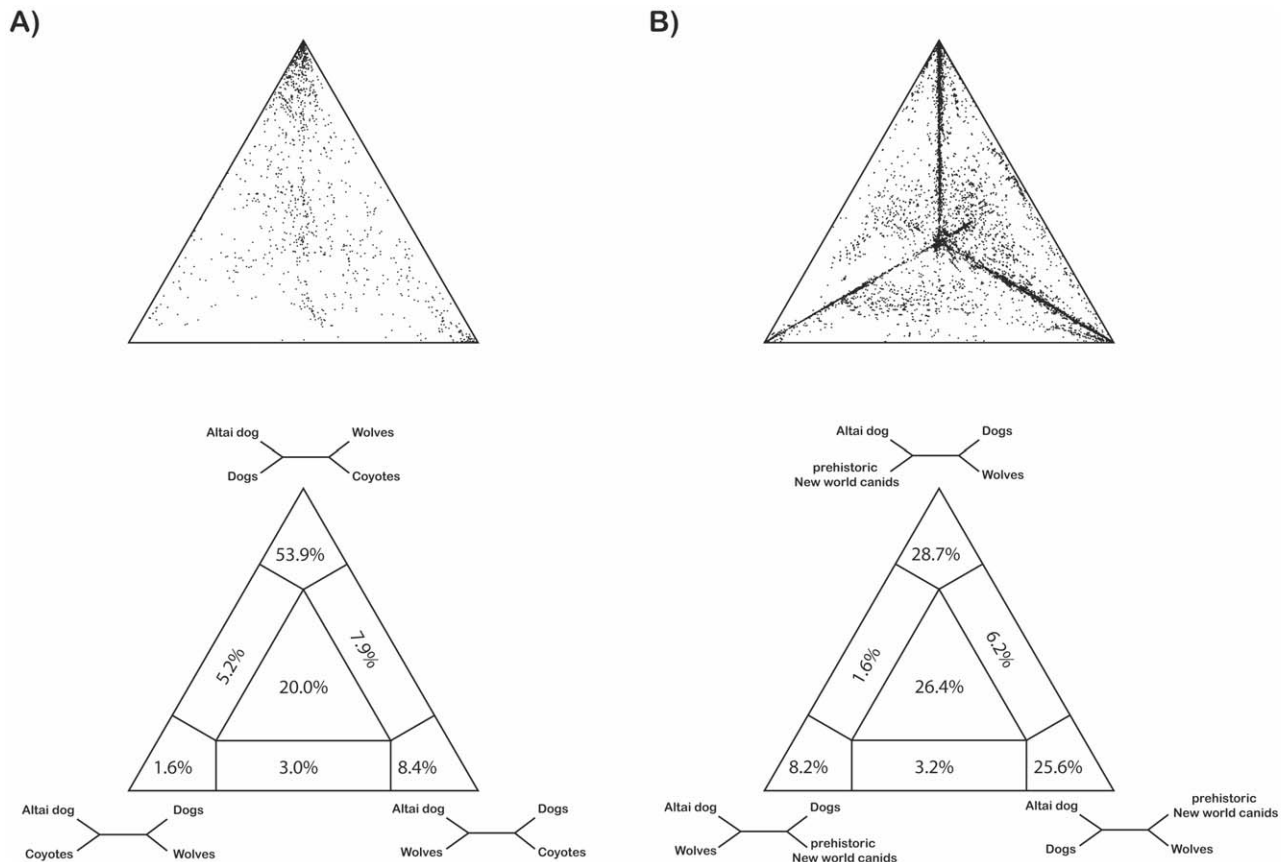 A)
B)
Altai dog
Wolves
Dogs
Coyotes
53.9%
5.2%
7.9%
20.0%
1.6%
3.0%
8.4%
Altai dog
Dogs
Coyotes
Wolves
Altai dog
Dogs
Wolves
Coyotes
Altai dog
Dogs
prehistoric
New world canids
Wolves
28.7%
1.6%
6.2%
26.4%
8.2%
3.2%
25.6%
Altai dog
Dogs
Wolves
prehistoric
New world canids
Altai dog
prehistoric
New world canids
Dogs
Wolves